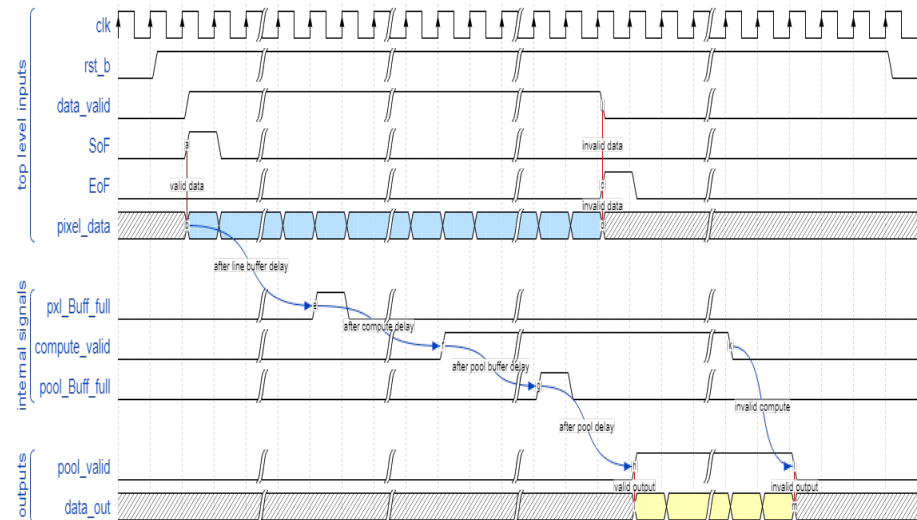 top level inputs
clk
rst_b
data_valid
SoF
a
invalid data
EoF
valid data
c
invalid data
pixel_data
b
after line buffer delay
internal signals
pxl_Buff_full
e
after compute delay
compute_valid
f
k
after pool buffer delay
pool_Buff_full
g
invalid compute
after pool delay
outputs
pool_valid
h
valid output
invalid output
data_out
m